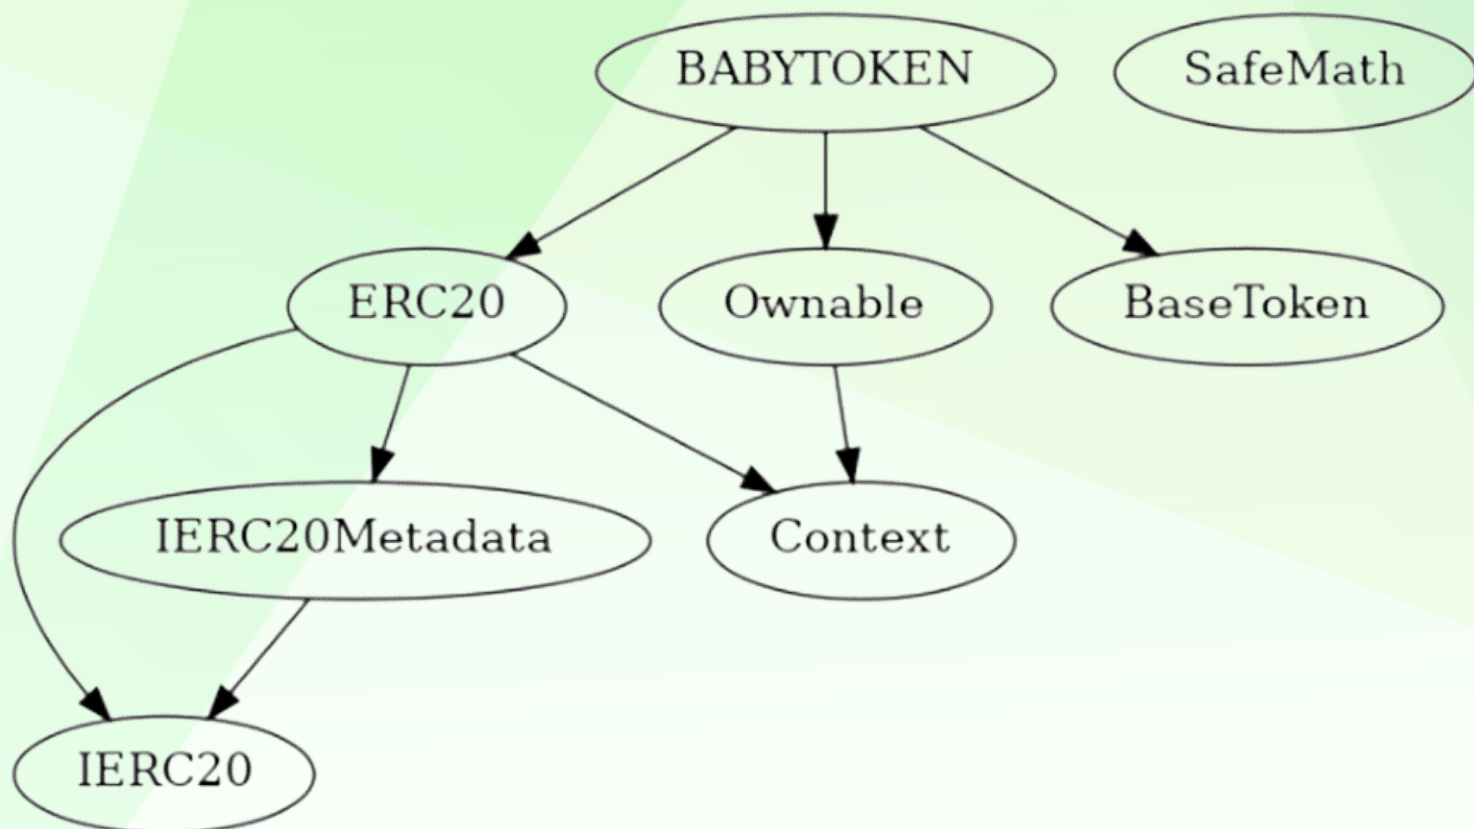 BABYTOKEN
SafeMath
ERC20
Ownable
BaseToken
IERC20Metadata
Context
IERC20